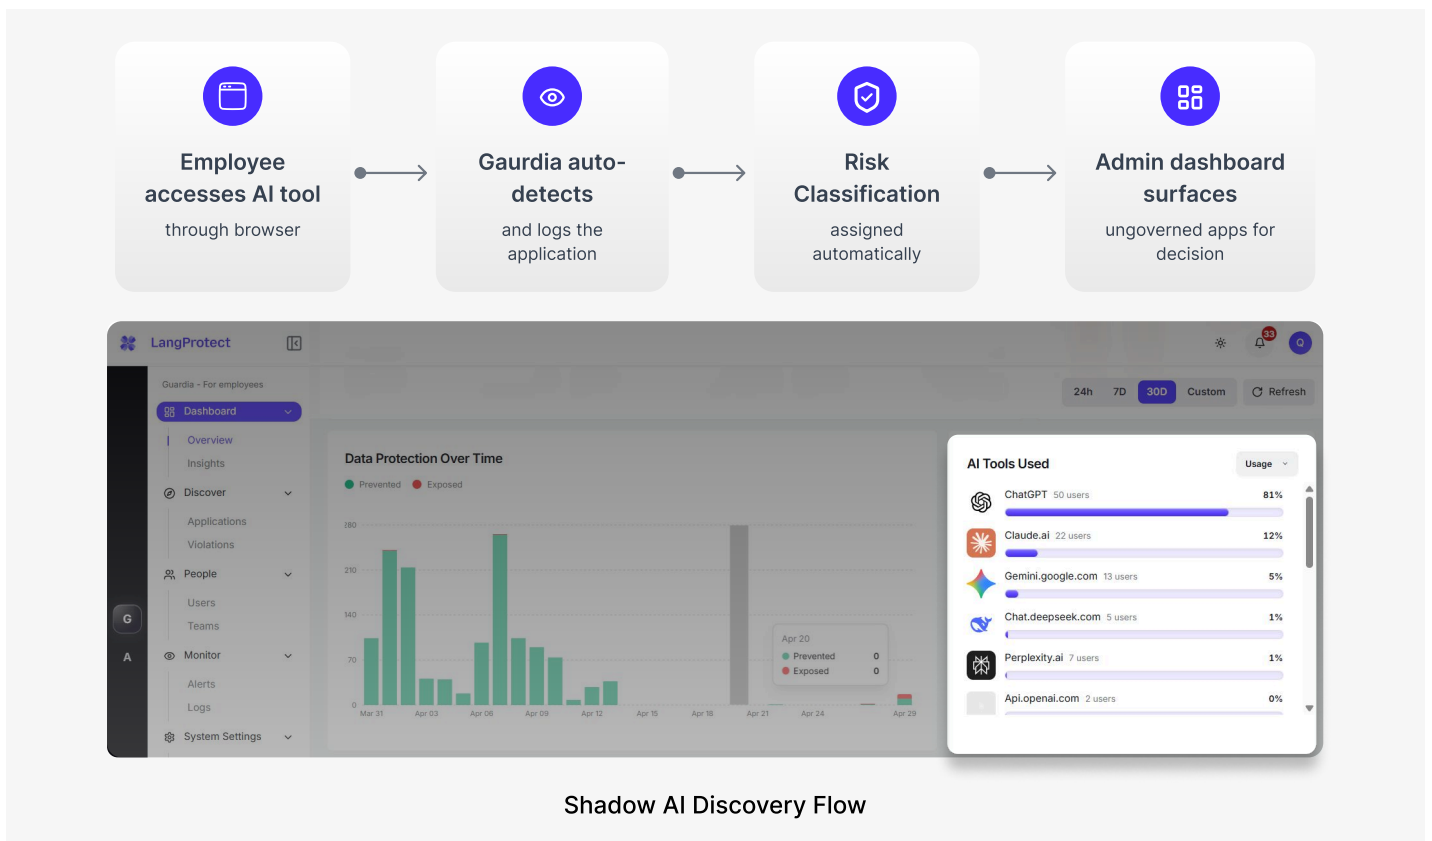 Employee
accesses AI tool
through browser
Gaurdia auto-
detects
and logs the
application
Risk
Classification
assigned
automatically
Admin dashboard
surfaces
ungoverned apps for
decision
LangProtect
33
Q
Guardia - For employees
Dashboard
Overview
Insights
Discover
Applications
Violations
People
Users
Teams
Monitor
Alerts
Logs
System Settings
G
A
24h 7D 30D Custom Refresh
Data Protection Over Time
Prevented Exposed
280
210
140
70
0
Mar 31 Apr 03 Apr 06 Apr 09 Apr 12 Apr 15 Apr 18 Apr 21 Apr 24 Apr 29
Apr 20
Prevented 0
Exposed 0
AI Tools Used
Usage
ChatGPT 50 users 81%
Claude.ai 22 users 12%
Gemini.google.com 13 users 5%
Chat.deepseek.com 5 users 1%
Perplexity.ai 7 users 1%
Api.openai.com 2 users 0%
Shadow AI Discovery Flow